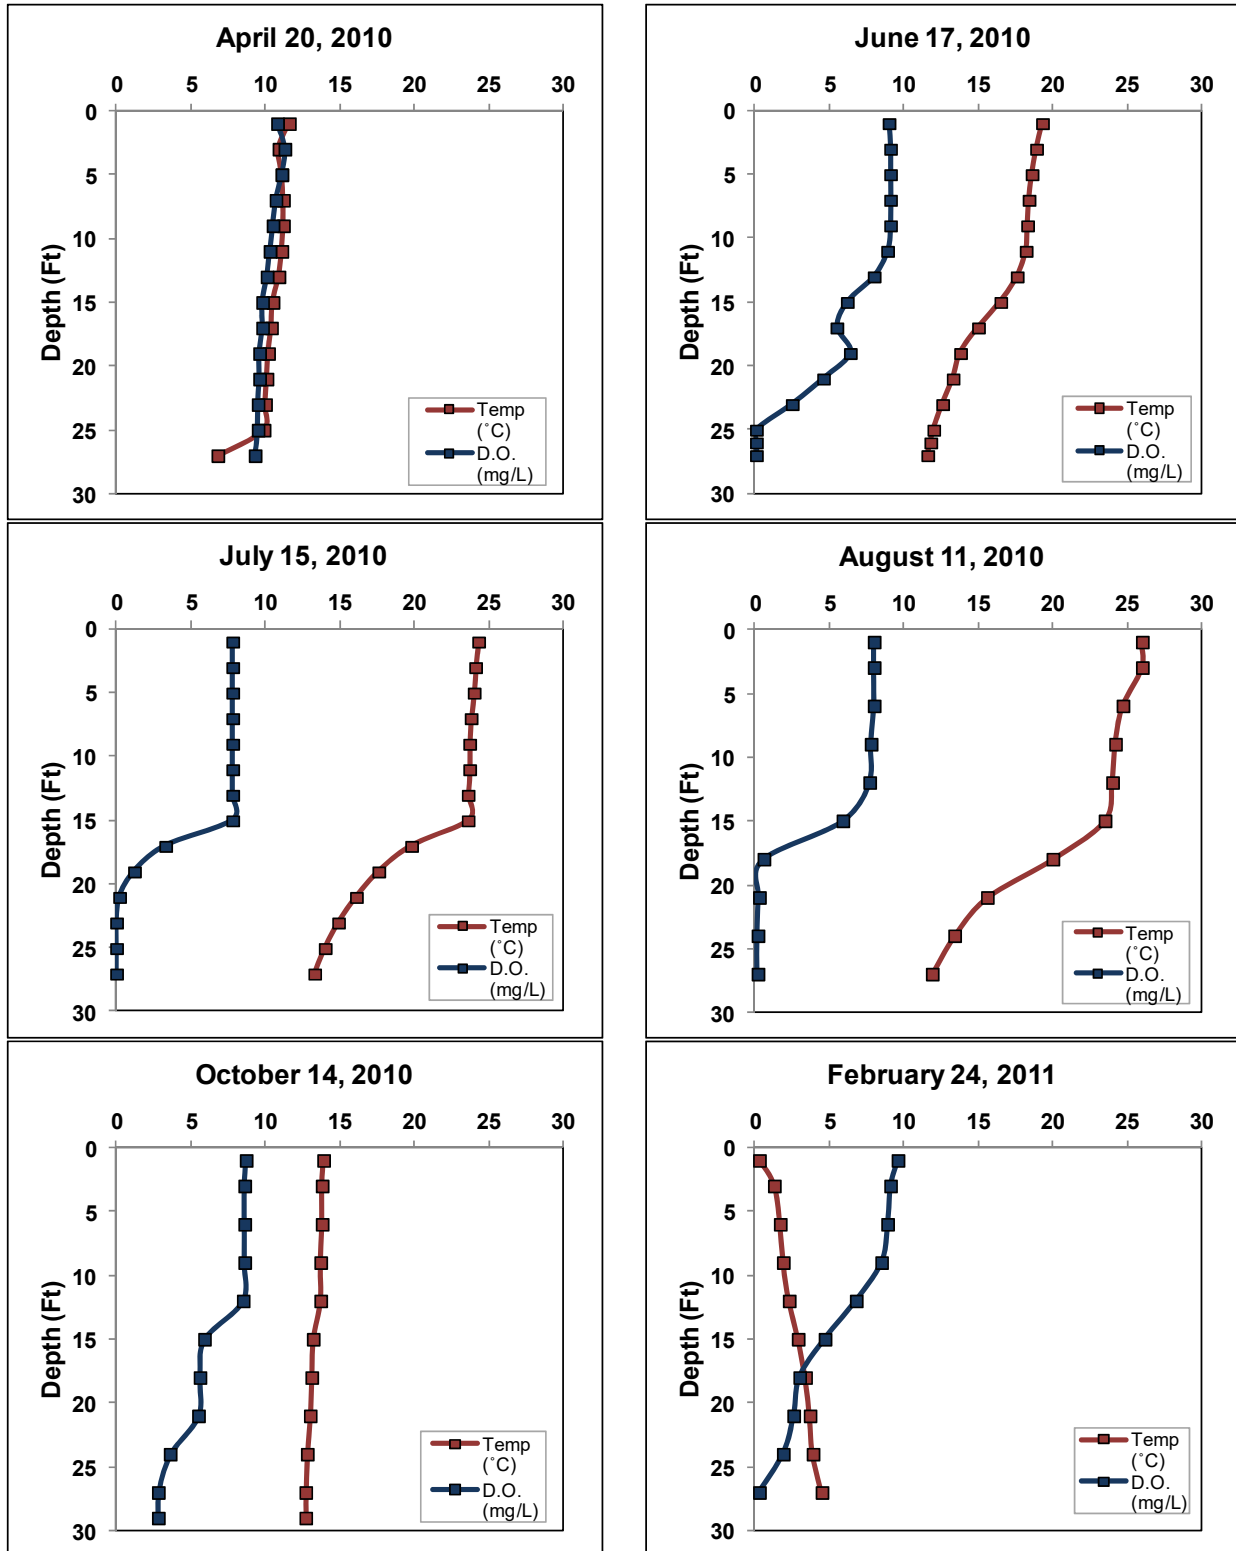 April 20, 2010
0 5 10 15 20 25 30
0
5
10
15
20
25
30
Depth (Ft)
Temp
(˚C)
D.O.
(mg/L)
June 17, 2010
0 5 10 15 20 25 30
0
5
10
15
20
25
30
Depth (Ft)
Temp
(˚C)
D.O.
(mg/L)
July 15, 2010
0 5 10 15 20 25 30
0
5
10
15
20
25
30
Depth (Ft)
Temp
(˚C)
D.O.
(mg/L)
August 11, 2010
0 5 10 15 20 25 30
0
5
10
15
20
25
30
Depth (Ft)
Temp
(˚C)
D.O.
(mg/L)
October 14, 2010
0 5 10 15 20 25 30
0
5
10
15
20
25
30
Depth (Ft)
Temp
(˚C)
D.O.
(mg/L)
February 24, 2011
0 5 10 15 20 25 30
0
5
10
15
20
25
30
Depth (Ft)
Temp
(˚C)
D.O.
(mg/L)